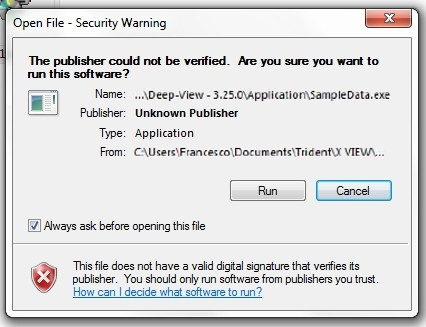 Open File - Security Warning
The publisher could not be verified. Are you sure you want to
run this software?
Name: ...\Deep-View - 3.25.0\Application\SampleData.exe
Publisher: Unknown Publisher
Type: Application
From: C:\Users\Francesco\Documents\Trident\X VIEW\...
Run
Cancel
Always ask before opening this file
This file does not have a valid digital signature that verifies its
publisher. You should only run software from publishers you trust.
How can I decide what software to run?